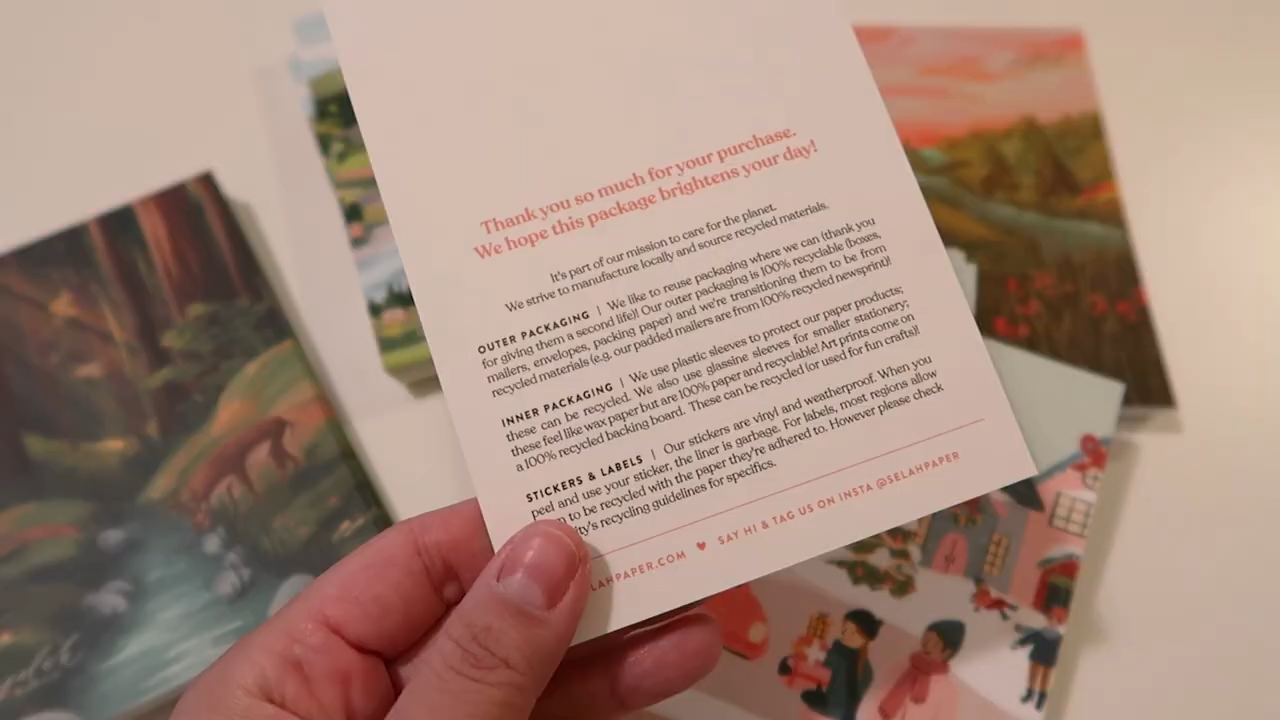 Thank you so much for your purchase.
We hope this package brightens your day!
It's part of our mission to care for the planet.
We strive to manufacture locally and source recycled materials.
OUTER PACKAGING | We like to reuse packaging where we can (thank you
for giving them a second life)! Our outer packaging is 100% recyclable (boxes,
mailers, envelopes, packing paper) and we're transitioning them to be from
recycled materials (e.g. our padded mailers are from 100% recycled newsprint)!
INNER PACKAGING | We use plastic sleeves to protect our paper products;
these can be recycled. We also use glassine sleeves for smaller stationery;
these feel like wax paper but are 100% paper and recyclable! Art prints come on
a 100% recycled backing board. These can be recycled (or used for fun crafts)!
STICKERS & LABELS | Our stickers are vinyl and weatherproof. When you
peel and use your sticker, the liner is garbage. For labels, most regions allow
to be recycled with the paper they're adhered to. However please check
recycling guidelines for specifics.
LAHPAPER.COM ♥ SAY HI & TAG US ON INSTA @SELAHPAPER